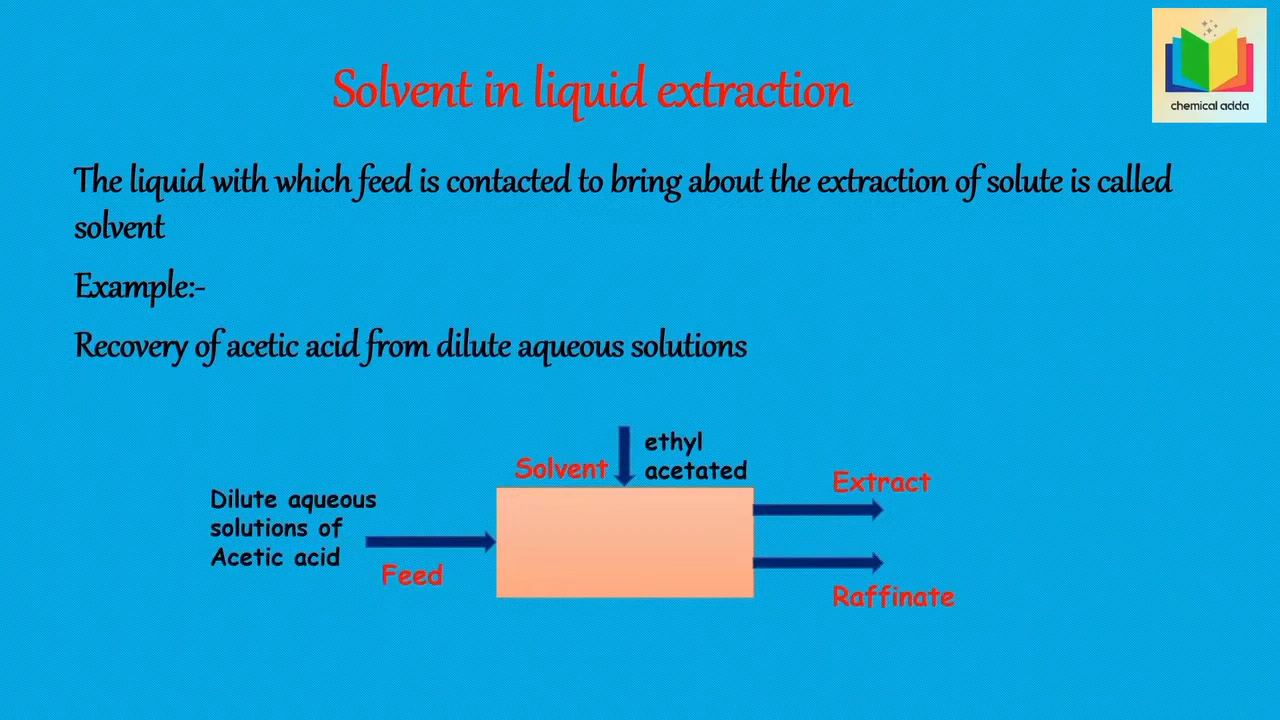 chemical adda
Solvent in liquid extraction
The liquid with which feed is contacted to bring about the extraction of solute is called
solvent
Example:-
Recovery of acetic acid from dilute aqueous solutions
Solvent
ethyl
acetated
Dilute aqueous
solutions of
Acetic acid
Feed
Extract
Raffinate